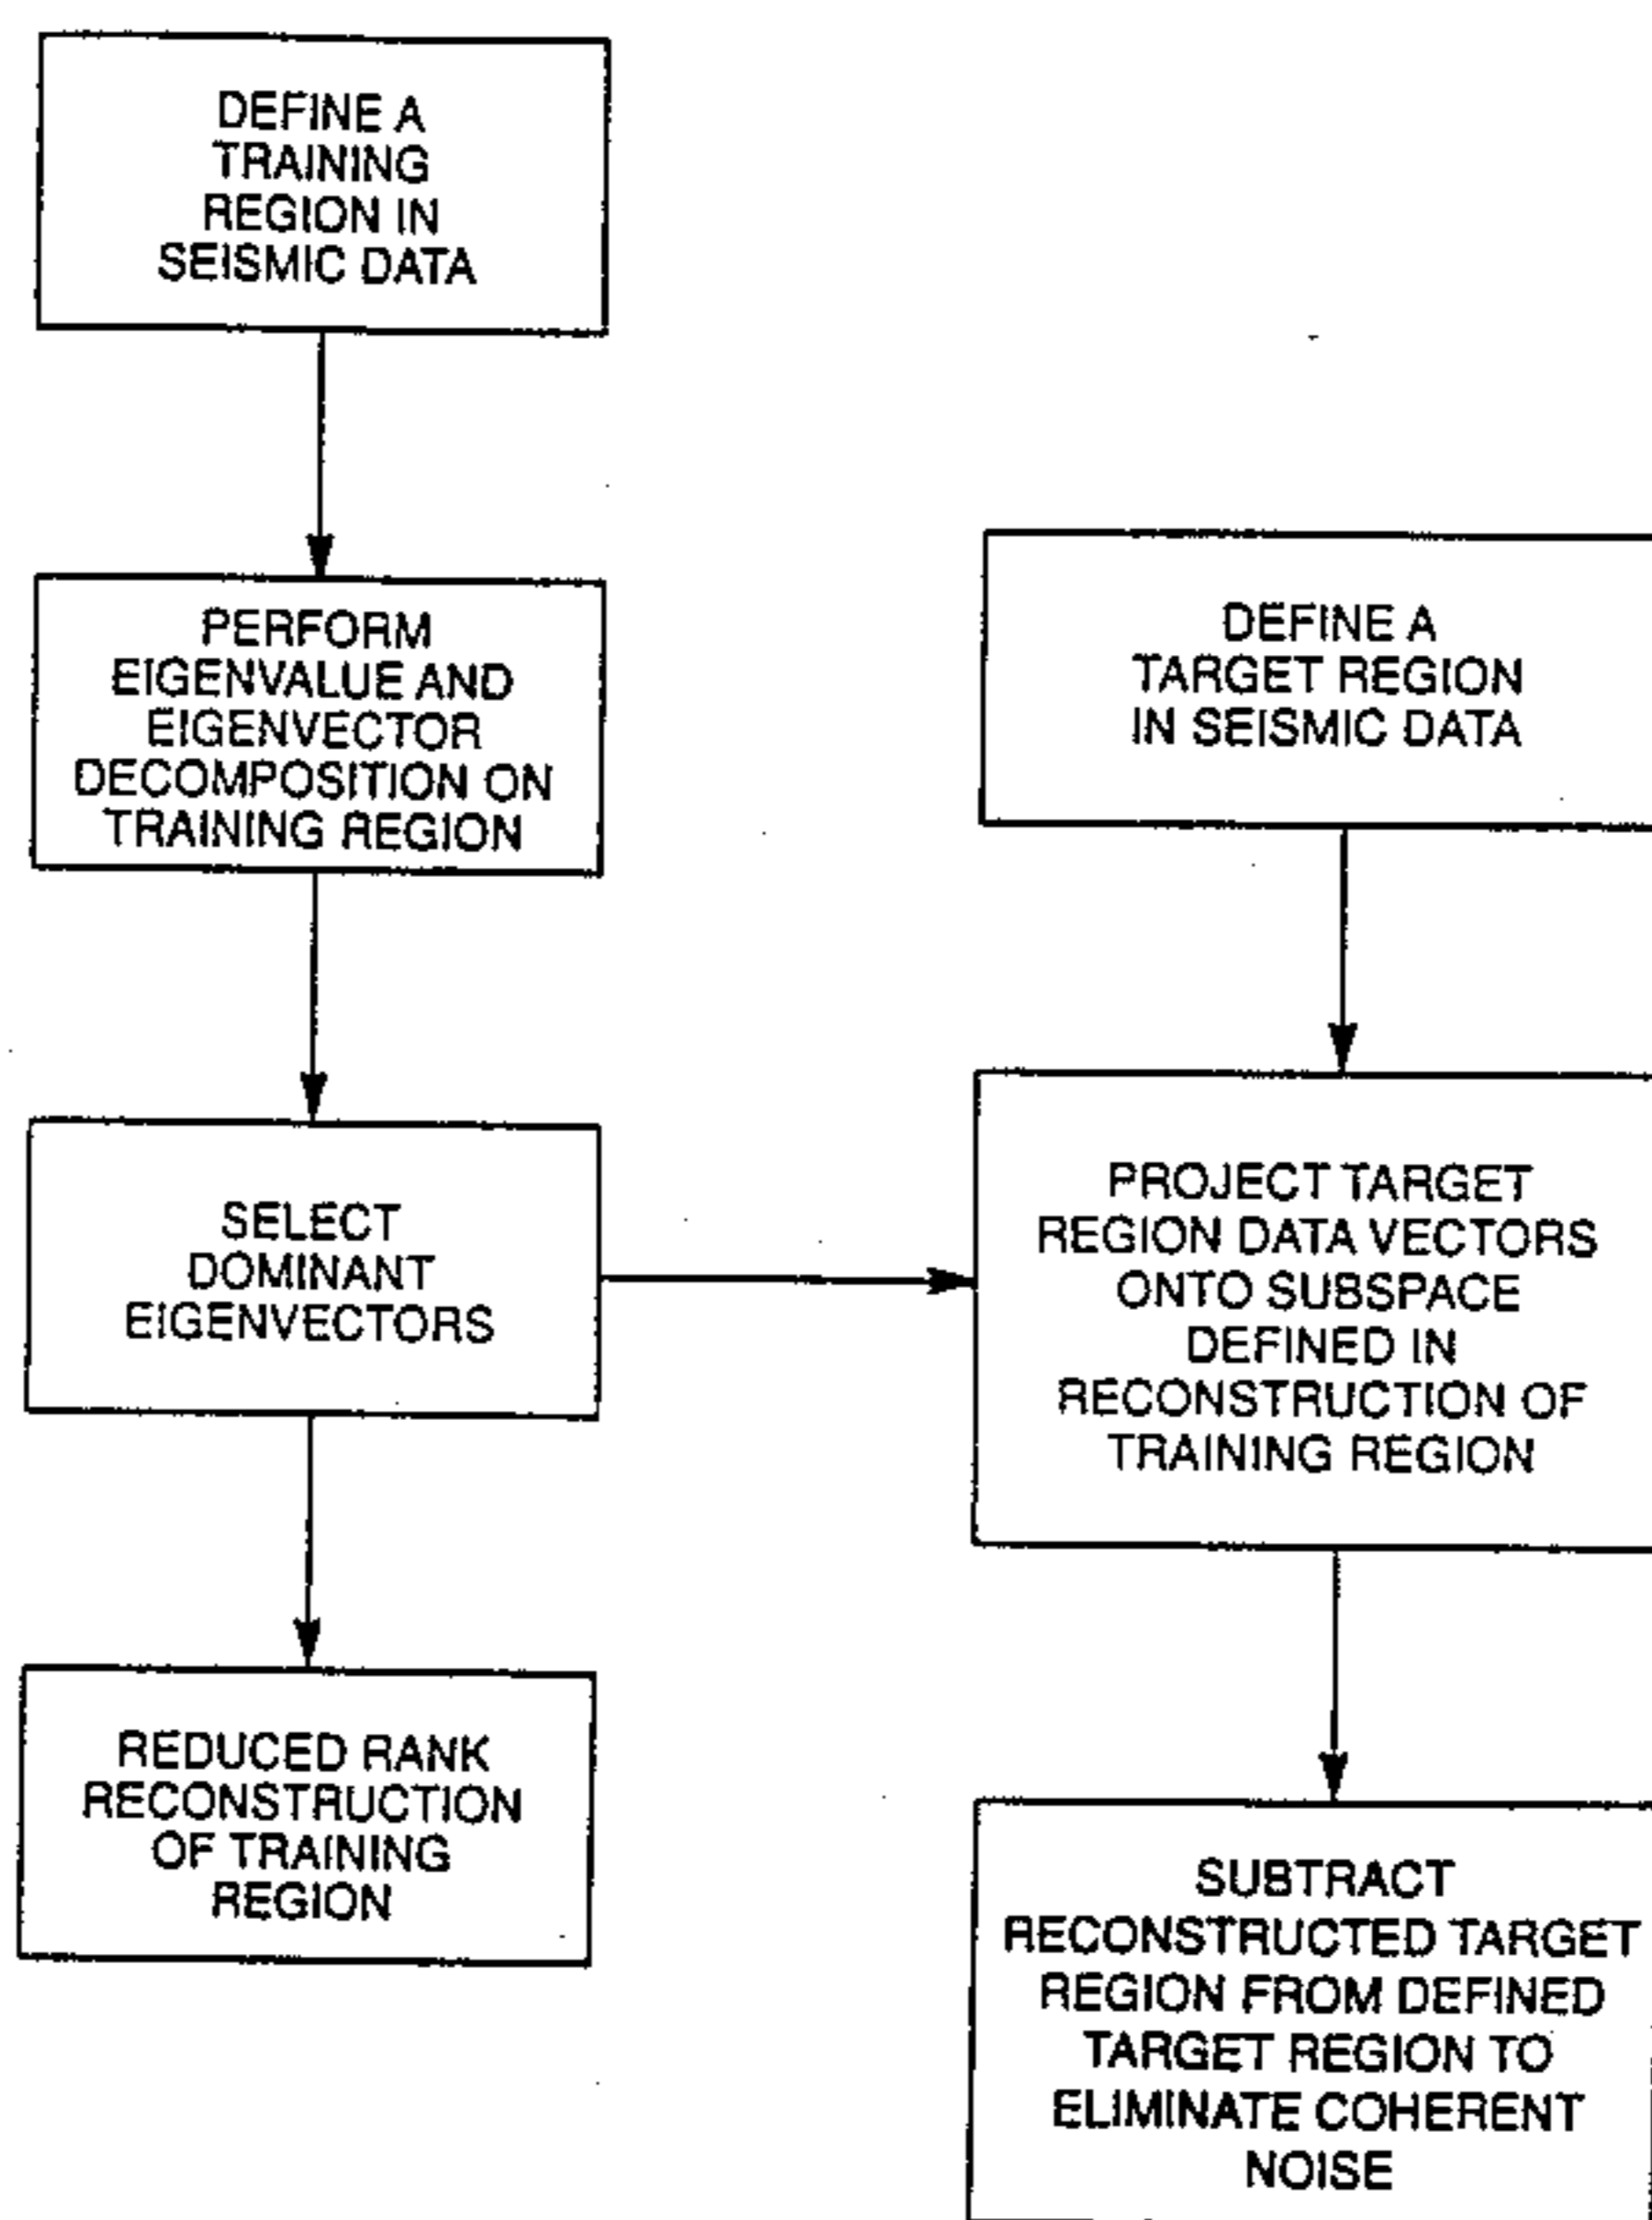 DEFINE A
TRAINING
REGION IN
SEISMIC DATA
PERFORM
EIGENVALUE AND
EIGENVECTOR
DECOMPOSITION ON
TRAINING REGION
SELECT
DOMINANT
EIGENVECTORS
REDUCED RANK
RECONSTRUCTION
OF TRAINING
REGION
DEFINE A
TARGET REGION
IN SEISMIC DATA
PROJECT TARGET
REGION DATA VECTORS
ONTO SUBSPACE
DEFINED IN
RECONSTRUCTION OF
TRAINING REGION
SUBTRACT
RECONSTRUCTED TARGET
REGION FROM DEFINED
TARGET REGION TO
ELIMINATE COHERENT
NOISE